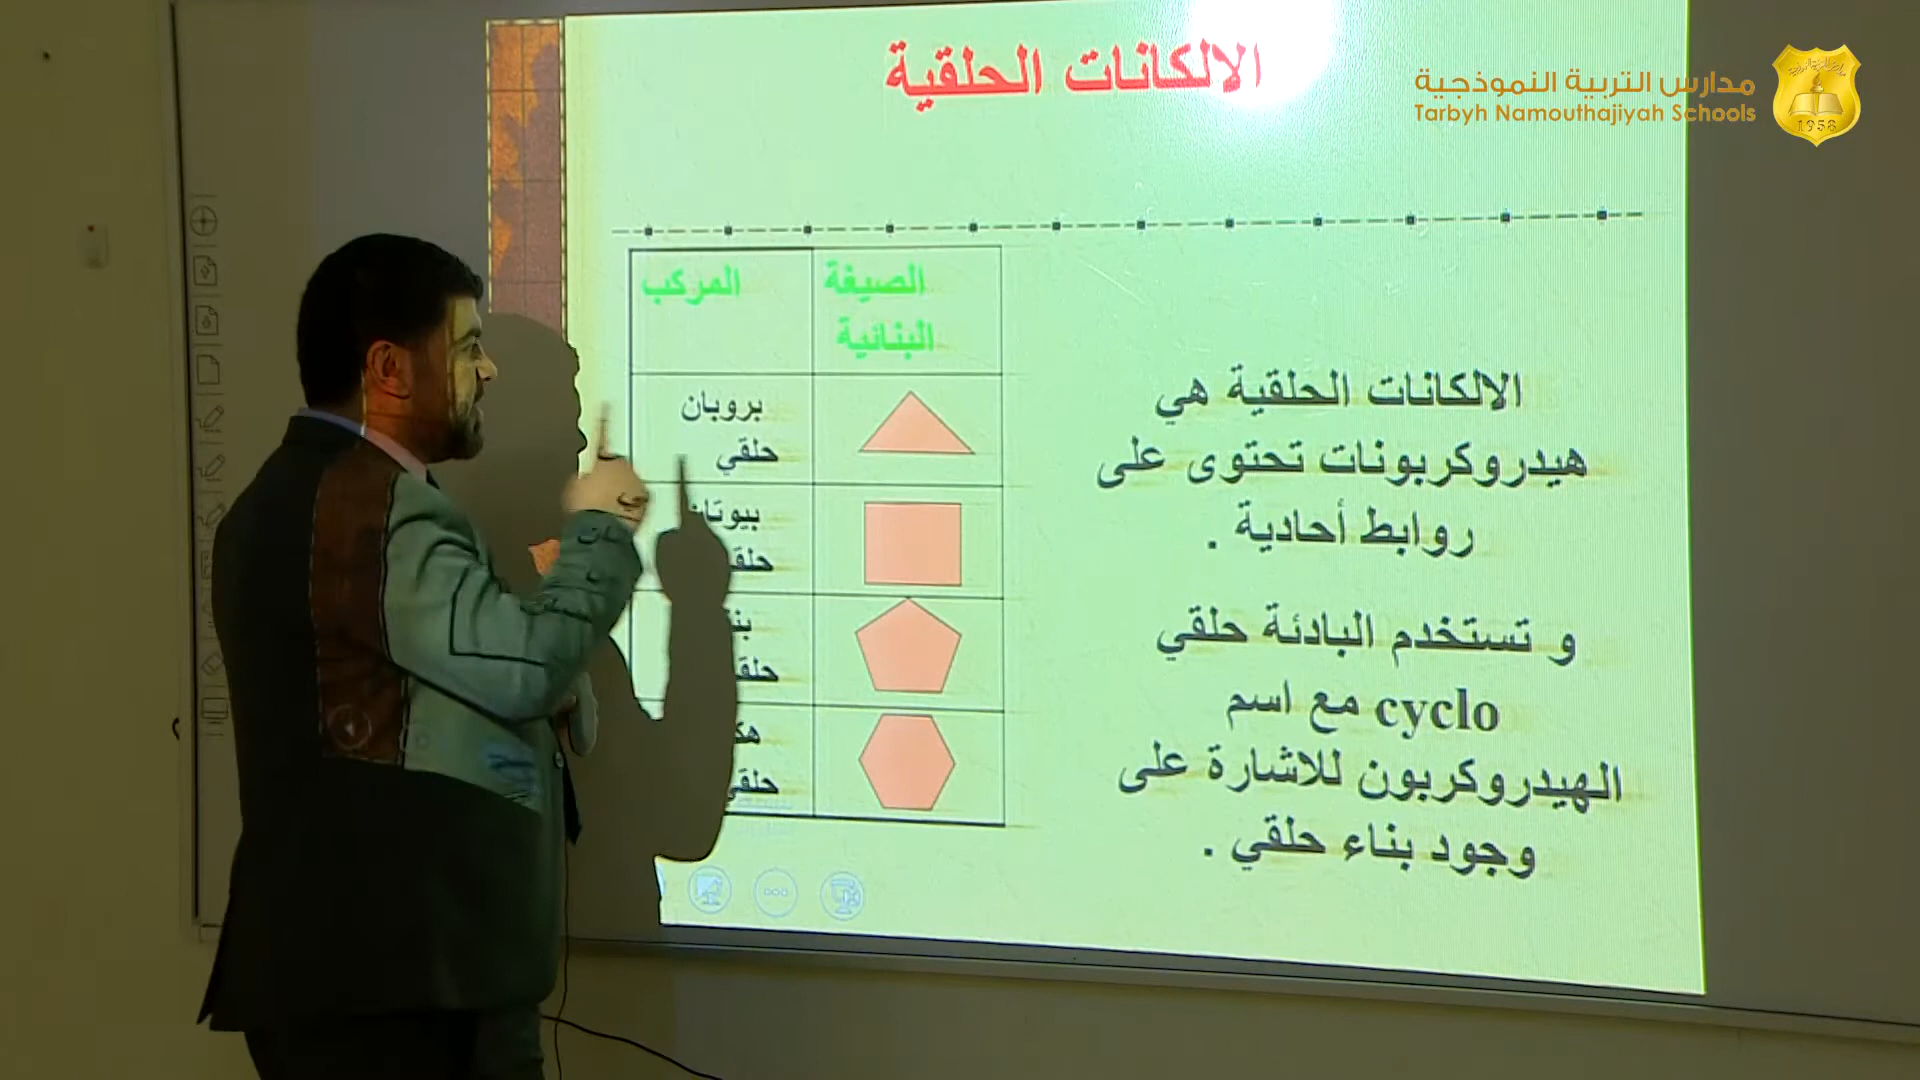 الالكانات الحلقية
مدارس التربية النموذجية
Tarbyh Namouthajiyah Schools
1958
الصيغة
البنائية
المركب
بروبان
حلقي
الالكانات الحلقية هي
هيدروكربونات تحتوى على
روابط أحادية .
و تستخدم البادئة حلقي
cyclo مع اسم
الهيدروكربون للاشارة على
وجود بناء حلقي .